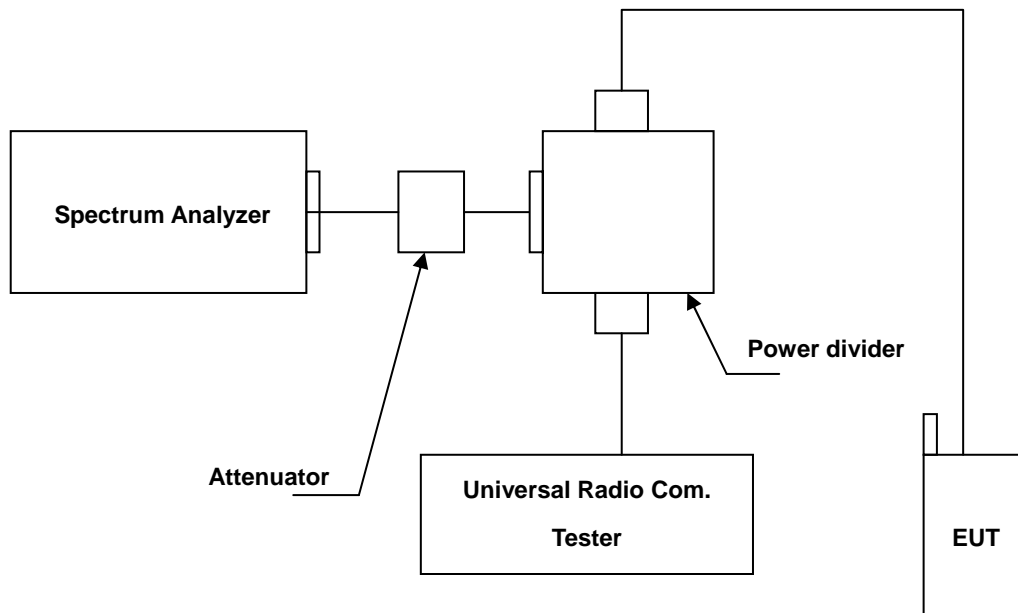 Spectrum Analyzer
Power divider
Attenuator
Universal Radio Com.
Tester
EUT